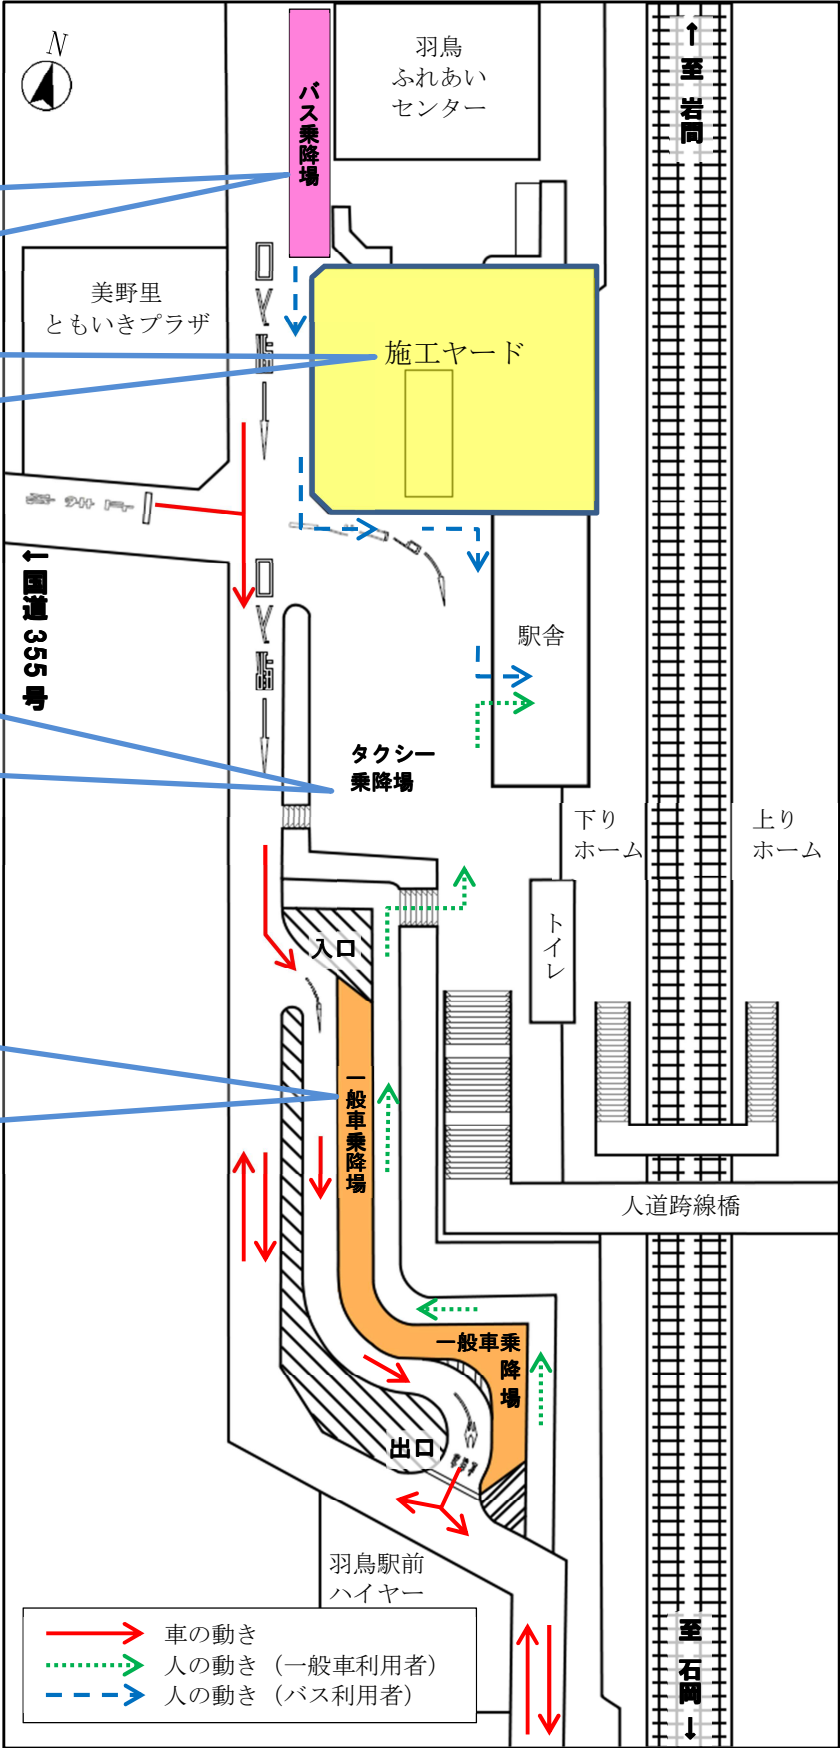 N
羽鳥
ふれあい
センター
バス乗降場
↑至 岩間
美野里
ともいきプラザ
施工ヤード
止まれ
←国道355号
駅舎
タクシー
乗降場
下り
ホーム
上り
ホーム
入口
トイレ
一般車乗降場
人道跨線橋
一般車乗
降
場
出口
羽鳥駅前
ハイヤー
車の動き
人の動き（一般車利用者）
人の動き（バス利用者）
至 石岡↓